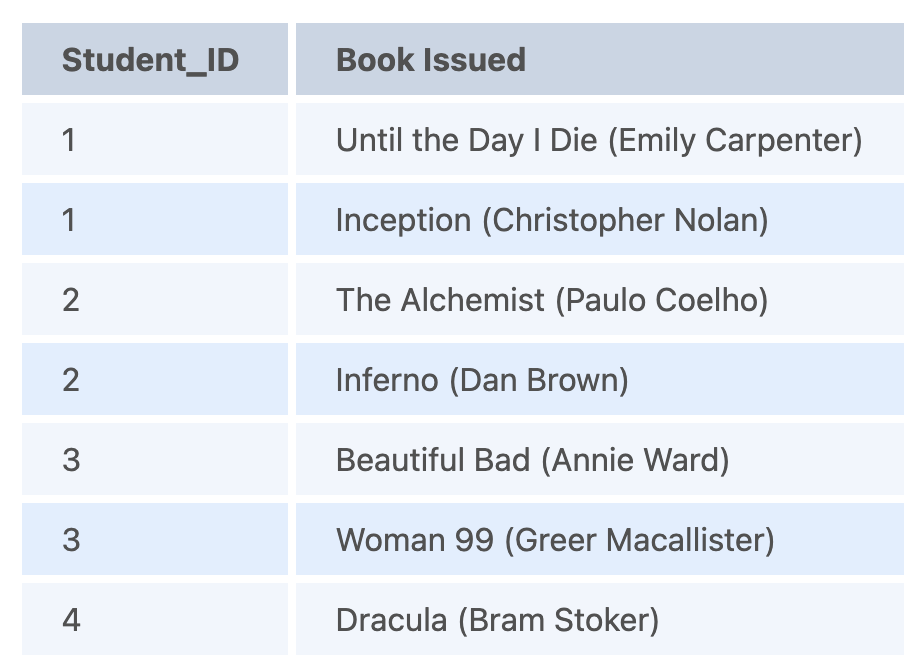 Student_ID Book Issued
1 Until the Day I Die (Emily Carpenter)
1 Inception (Christopher Nolan)
2 The Alchemist (Paulo Coelho)
2 Inferno (Dan Brown)
3 Beautiful Bad (Annie Ward)
3 Woman 99 (Greer Macallister)
4 Dracula (Bram Stoker)